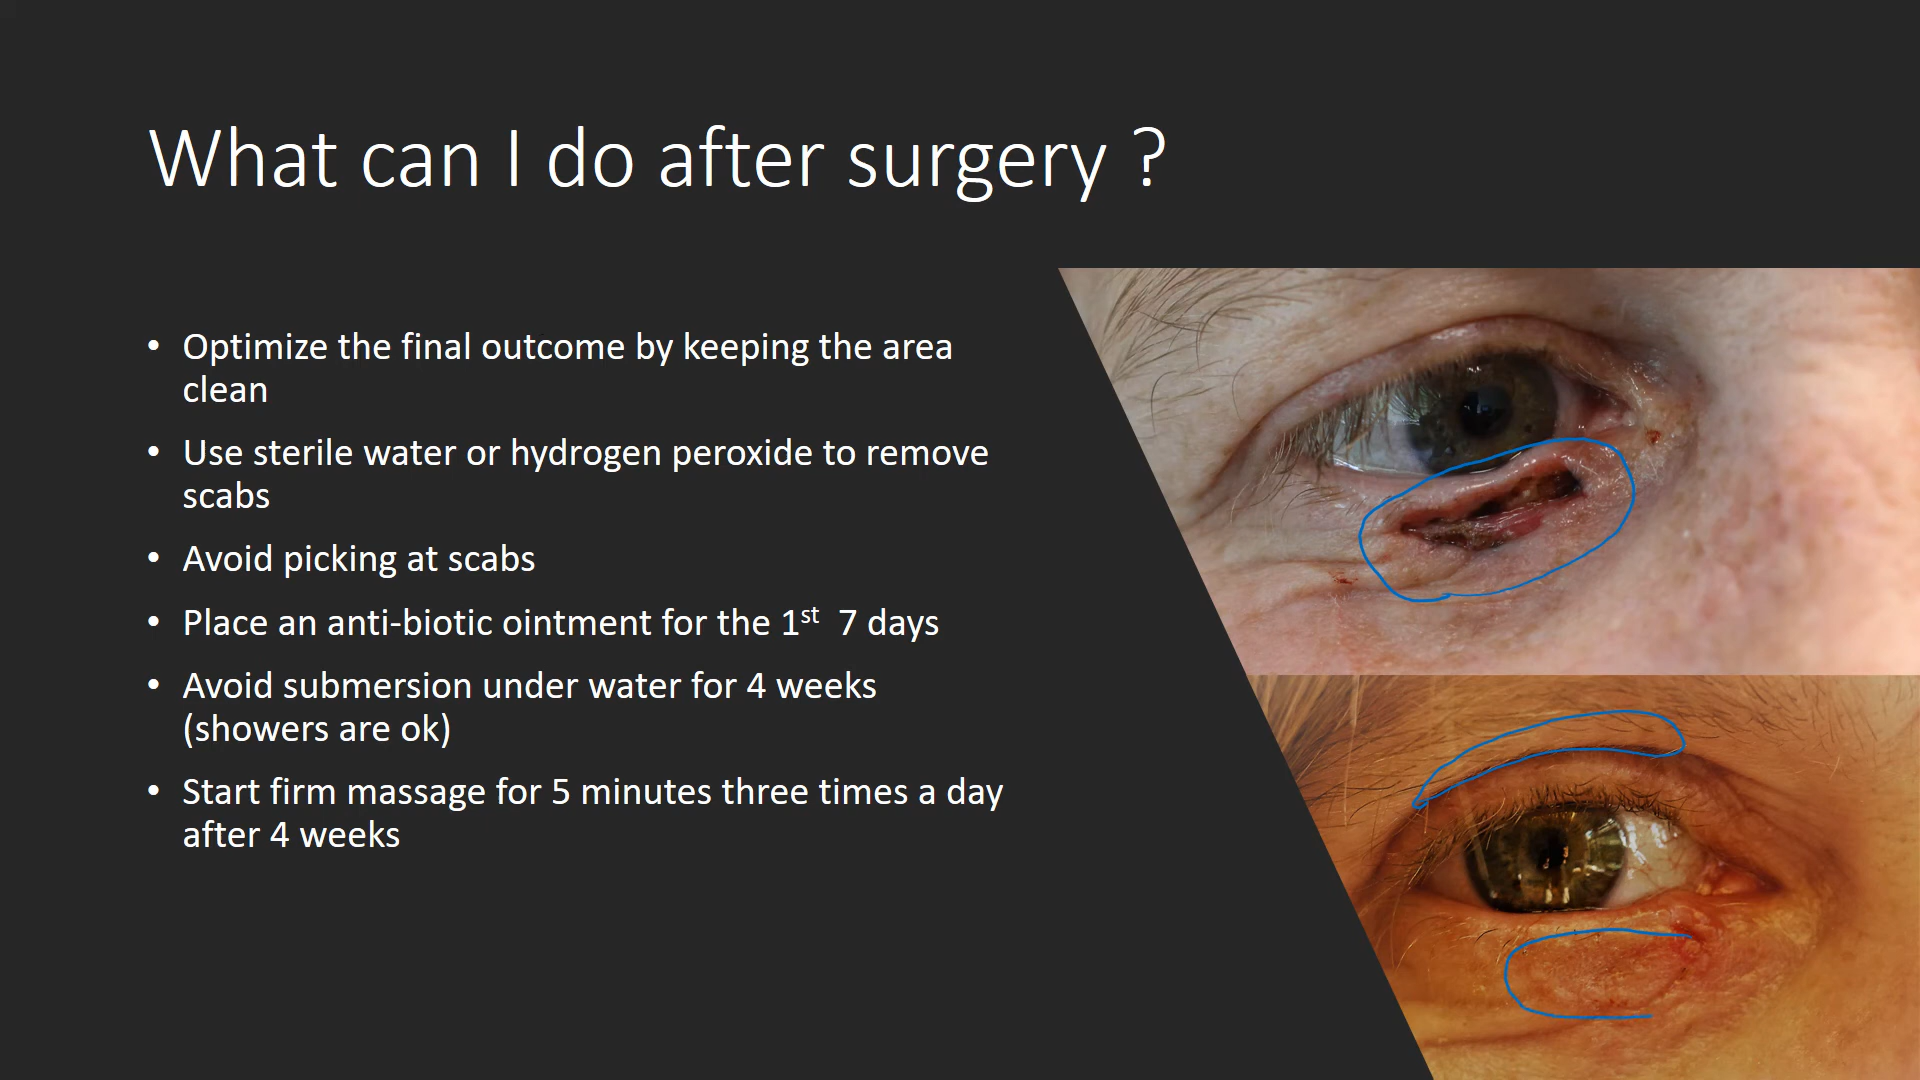 What can I do after surgery ?
• Optimize the final outcome by keeping the area
clean
• Use sterile water or hydrogen peroxide to remove
scabs
• Avoid picking at scabs
• Place an anti-biotic ointment for the 1st  7 days
• Avoid submersion under water for 4 weeks
(showers are ok)
• Start firm massage for 5 minutes three times a day
after 4 weeks